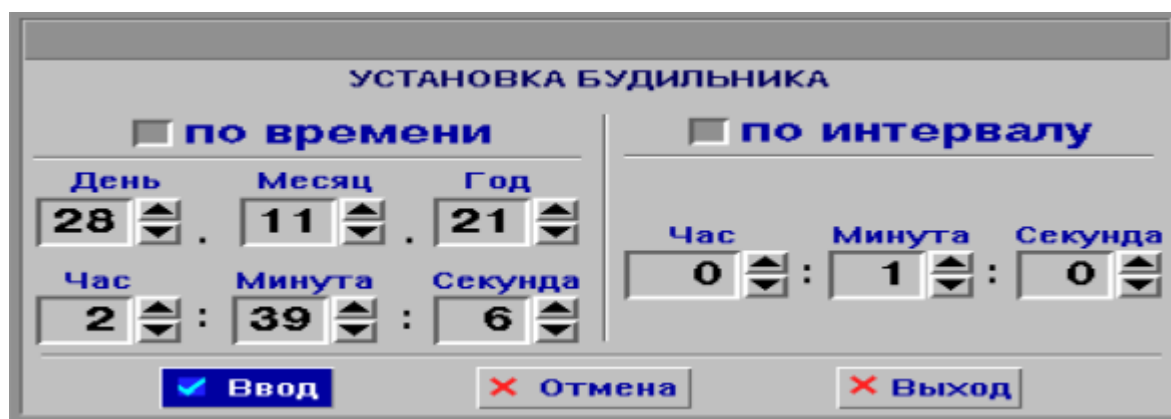 УСТАНОВКА БУДИЛЬНИКА
по времени
День Месяц Год
28 . 11 . 21
Час Минута Секунда
2 : 39 : 6
по интервалу
Час Минута Секунда
0 : 1 : 0
Ввод Отмена Выход